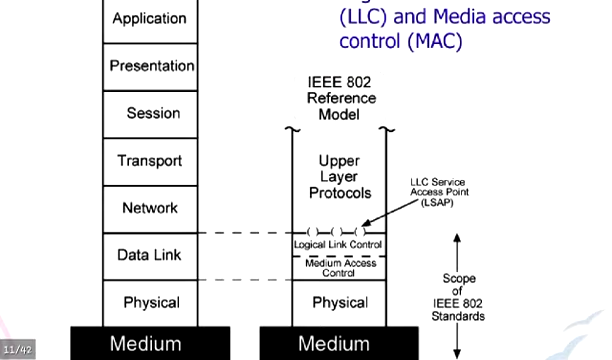 (LLC) and Media access
control (MAC)
Application
Presentation
Session
Transport
Network
Data Link
Physical
Medium
IEEE 802
Reference
Model
Upper
Layer
Protocols
LLC Service
Access Point
(LSAP)
Logical Link Control
Medium Access
Control
Physical
Medium
Scope
of
IEEE 802
Standards
11/42